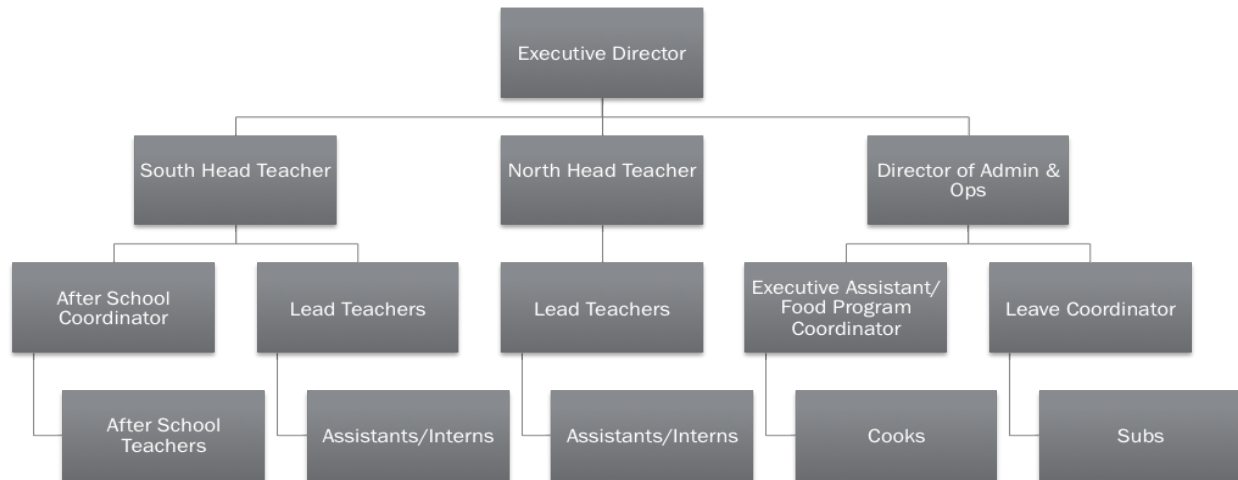 Executive Director
South Head Teacher
North Head Teacher
Director of Admin &
Ops
After School
Coordinator
Lead Teachers
Lead Teachers
Executive Assistant/
Food Program
Coordinator
Leave Coordinator
After School
Teachers
Assistants/Interns
Assistants/Interns
Cooks
Subs